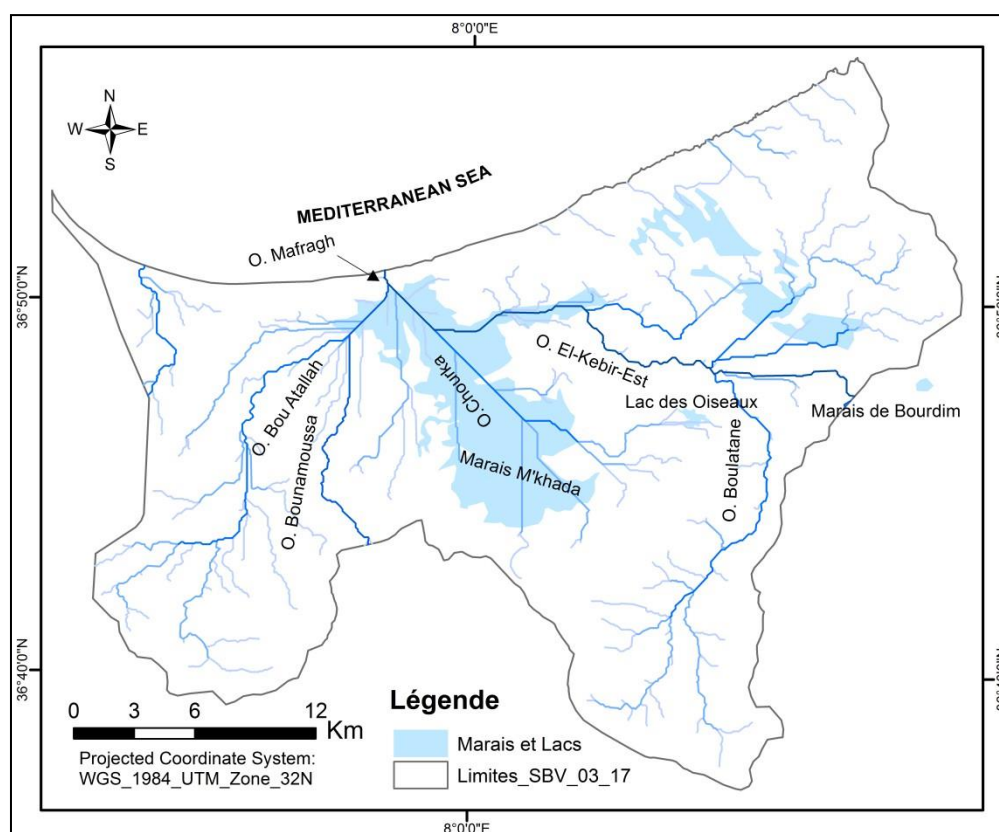 8°0'0"E
N
W E
S
MEDITERRANEAN SEA
O. Mafragh
36°50'0"N
O. El-Kebir-Est
O.Chourka
O. Bou Atallah
Lac des Oiseaux
Marais de Bourdim
O. Bounamoussa
Marais M'khada
O. Boulatane
36°40'0"N
0 3 6 12
Km
Projected Coordinate System:
WGS_1984_UTM_Zone_32N
Légende
Marais et Lacs
Limites_SBV_03_17
8°0'0"E